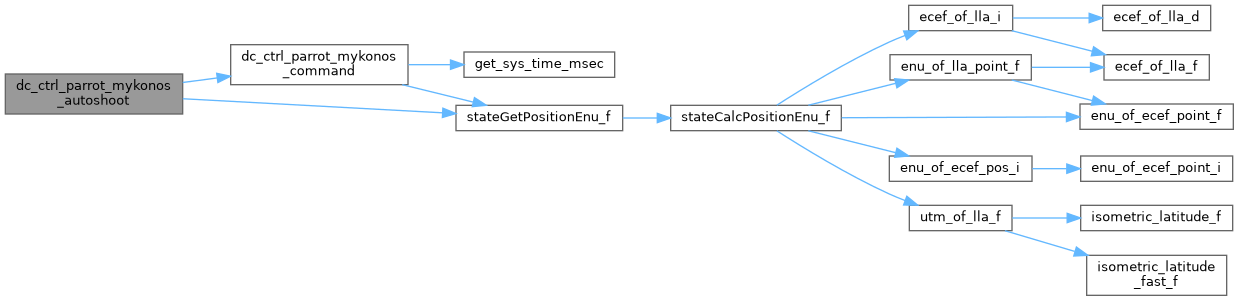 dc_ctrl_parrot_mykonos
_autoshoot
dc_ctrl_parrot_mykonos
_command
get_sys_time_msec
stateGetPositionEnu_f
stateCalcPositionEnu_f
ecef_of_lla_i
ecef_of_lla_d
enu_of_lla_point_f
ecef_of_lla_f
enu_of_ecef_point_f
enu_of_ecef_pos_i
enu_of_ecef_point_i
utm_of_lla_f
isometric_latitude_f
isometric_latitude
_fast_f